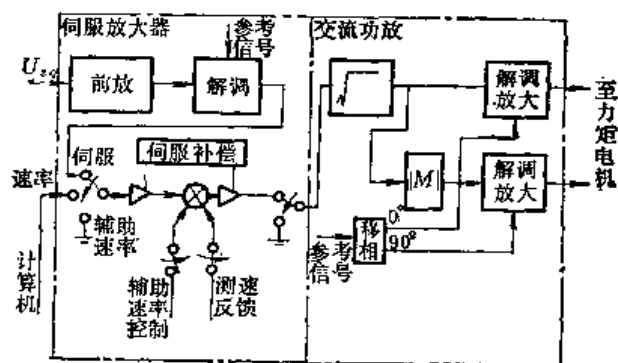 伺服放大器
参考
信号
交流功放
前放
解调
解调
放大
至力矩电机
伺服
伺服补偿
速率
|M|
解调
放大
辅助
速率
0°
移相
90°
参考
信号
计算机
辅助
速率
控制
测速
反馈